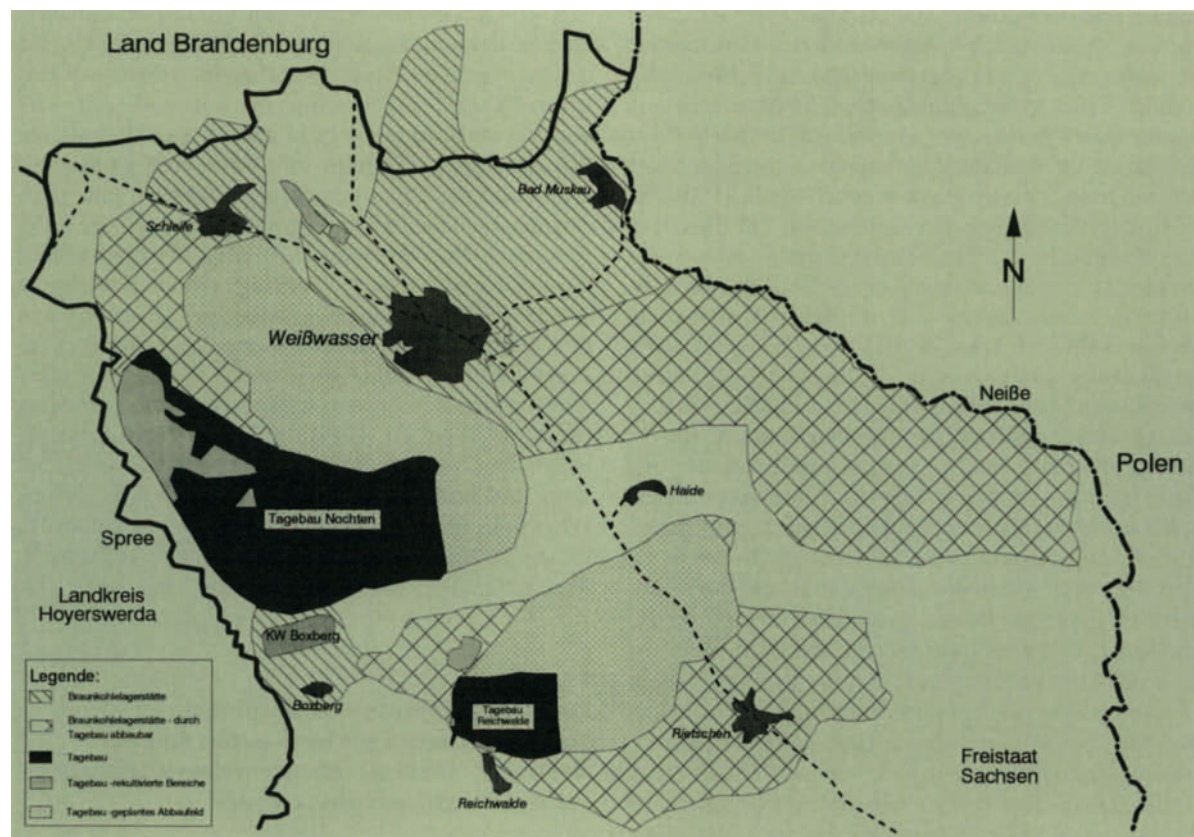 Land Brandenburg
Bad Muskau
Schleife
N
Weißwasser
Neiße
Polen
Haide
Tagebau Nochten
Spree
Landkreis
Hoyerswerda
KW Boxberg
Legende:
Braunkohlelagerstätte
Braunkohlelagerstätte - durch
Tagebau abbaubar
Tagebau
Tagebau -rekultivierte Bereiche
Tagebau -geplantes Abbaufeld
Boxberg
Tagebau
Reichwalde
Rietschen
Reichwalde
Freistaat
Sachsen